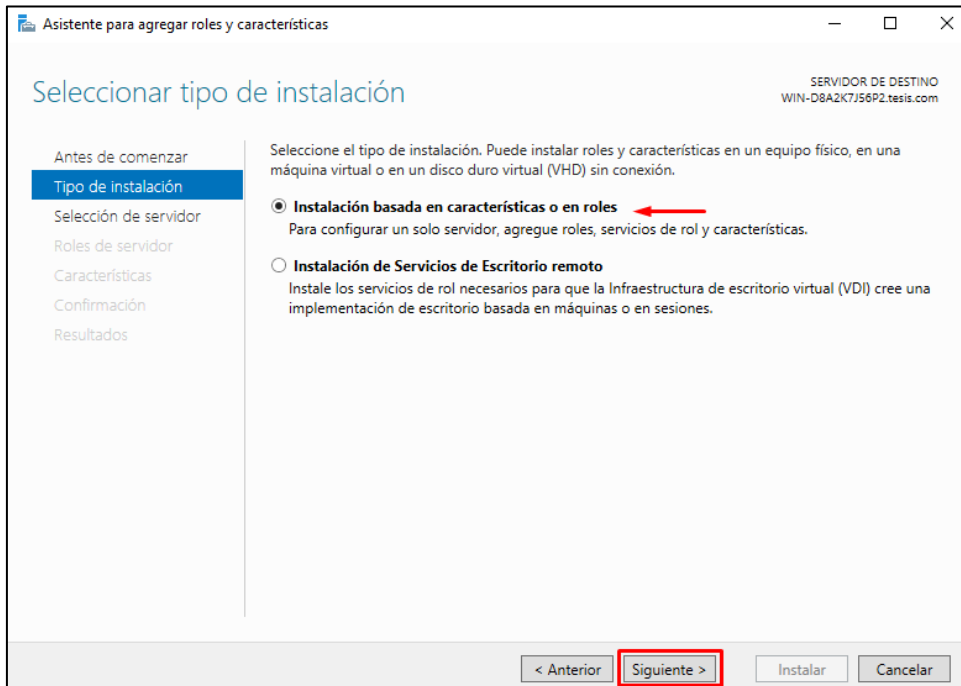 Asistente para agregar roles y características
Seleccionar tipo de instalación
SERVIDOR DE DESTINO
WIN-D8A2K7J56P2.tesis.com
Antes de comenzar
Tipo de instalación
Selección de servidor
Roles de servidor
Características
Confirmación
Resultados
Seleccione el tipo de instalación. Puede instalar roles y características en un equipo físico, en una
máquina virtual o en un disco duro virtual (VHD) sin conexión.
Instalación basada en características o en roles
Para configurar un solo servidor, agregue roles, servicios de rol y características.
Instalación de Servicios de Escritorio remoto
Instale los servicios de rol necesarios para que la Infraestructura de escritorio virtual (VDI) cree una
implementación de escritorio basada en máquinas o en sesiones.
< Anterior
Siguiente >
Instalar
Cancelar